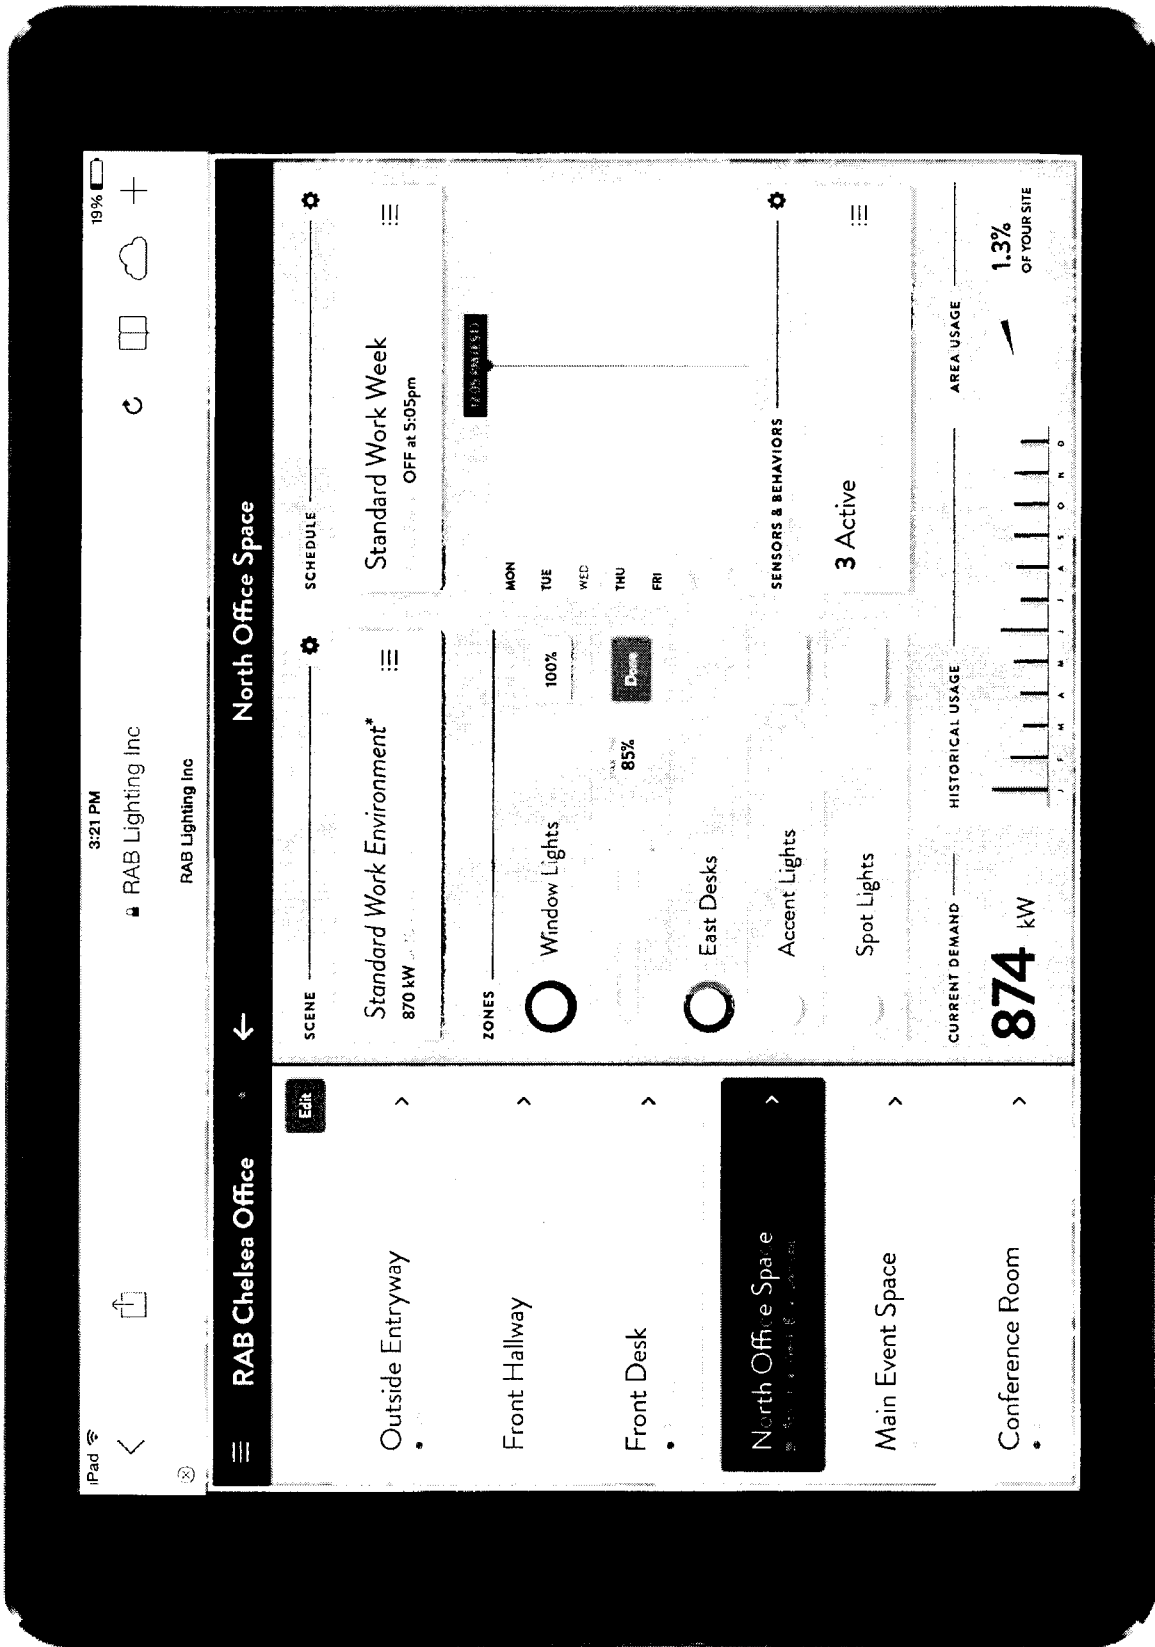 iPad
3:21 PM
19%
RAB Lighting Inc
RAB Lighting Inc
RAB Chelsea Office
North Office Space
Edit
Outside Entryway
Front Hallway
Front Desk
North Office Space
Main Event Space
Conference Room
SCENE
Standard Work Environment*
870 kW
ZONES
Window Lights
100%
85%
Done
East Desks
Accent Lights
Spot Lights
SCHEDULE
Standard Work Week
OFF at 5:05pm
MON
TUE
WED
THU
FRI
SENSORS & BEHAVIORS
3 Active
CURRENT DEMAND
874 kW
HISTORICAL USAGE
J F M A M J J A S O N D
AREA USAGE
1.3%
OF YOUR SITE